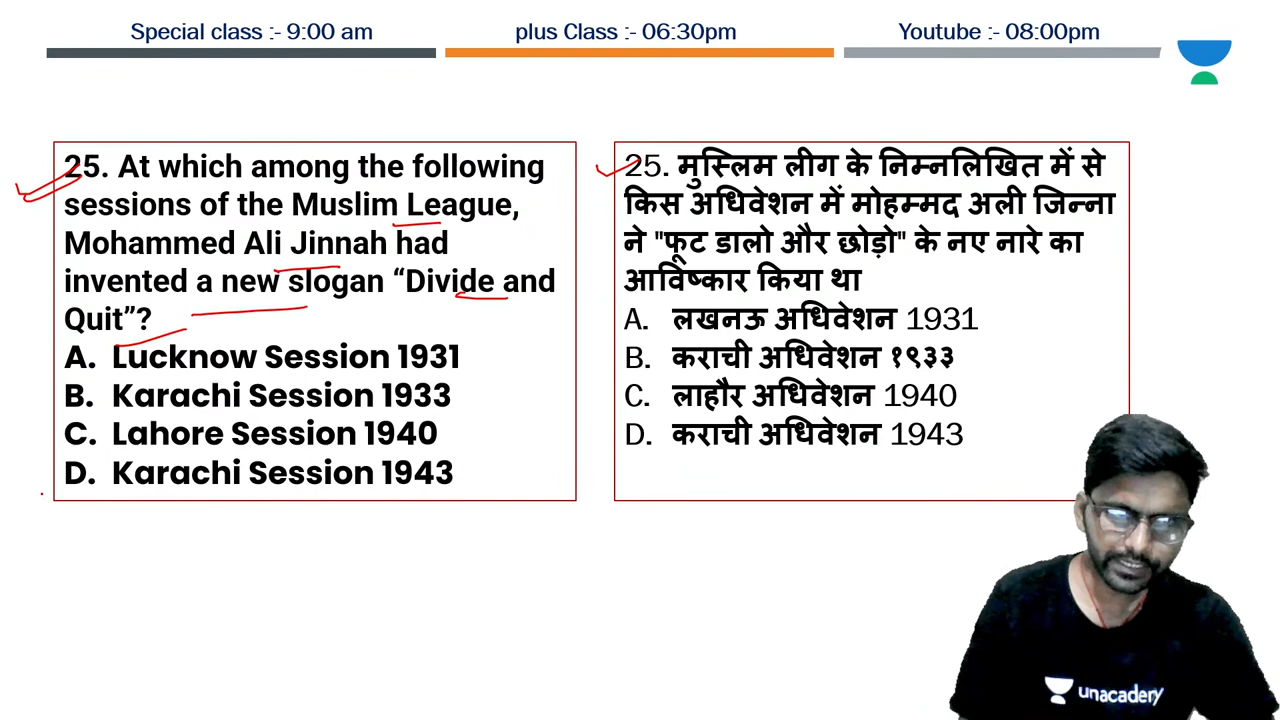 Special class :- 9:00 am
plus Class :- 06:30pm
Youtube :- 08:00pm
25. At which among the following
sessions of the Muslim League,
Mohammed Ali Jinnah had
invented a new slogan “Divide and
Quit”?
A. Lucknow Session 1931
B. Karachi Session 1933
C. Lahore Session 1940
D. Karachi Session 1943
25. मुस्लिम लीग के निम्नलिखित में से
किस अधिवेशन में मोहम्मद अली जिन्ना
ने "फूट डालो और छोड़ो" के नए नारे का
आविष्कार किया था
A. लखनऊ अधिवेशन 1931
B. कराची अधिवेशन १९३३
C. लाहौर अधिवेशन 1940
D. कराची अधिवेशन 1943
unacademy